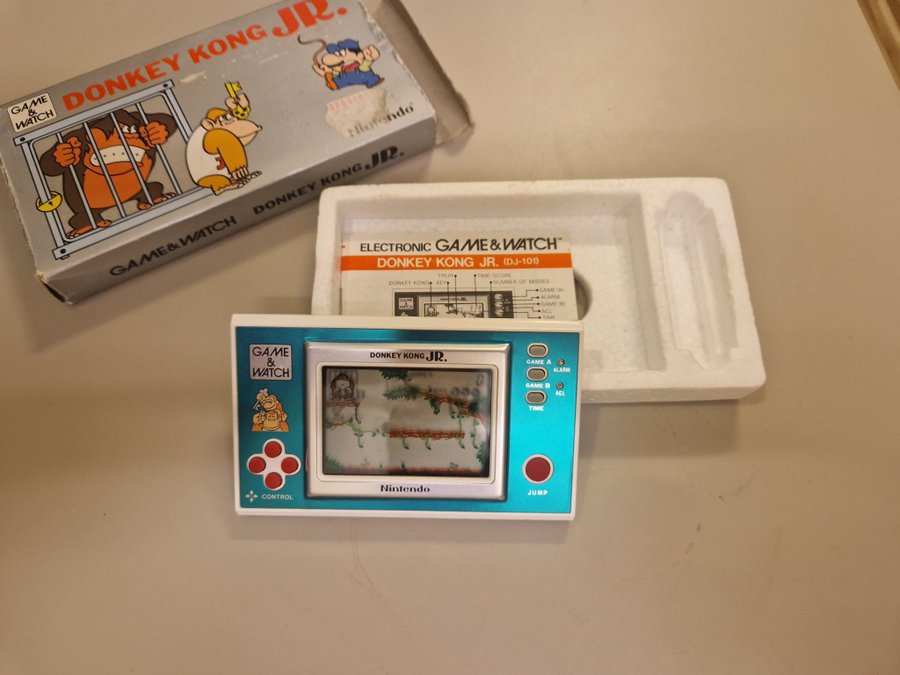 GAME
&
WATCH
DONKEY KONG JR.
Nintendo
GAME&WATCH DONKEY KONG JR.
ELECTRONIC GAME&WATCH™
DONKEY KONG JR. (DJ-101)
FRUIT
TIME/SCORE
DONKEY KONG
KEY
NUMBER OF MISSES
GAME (A)
ALARM
GAME (B)
ACL
TIME
GAME
&
WATCH
DONKEY KONG JR.
GAME A
ALARM
GAME B
ACL
TIME
Nintendo
CONTROL
JUMP